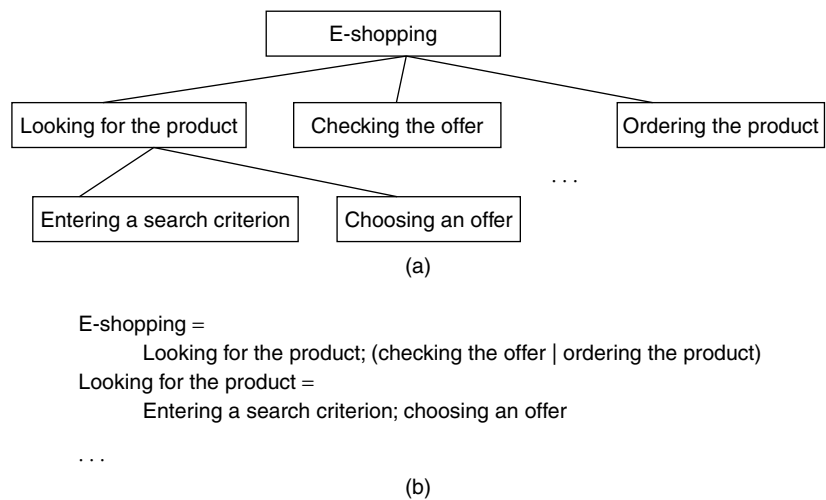 E-shopping
Looking for the product
Checking the offer
Ordering the product
. . .
Entering a search criterion
Choosing an offer
(a)
E-shopping =
Looking for the product; (checking the offer | ordering the product)
Looking for the product =
Entering a search criterion; choosing an offer
. . .
(b)